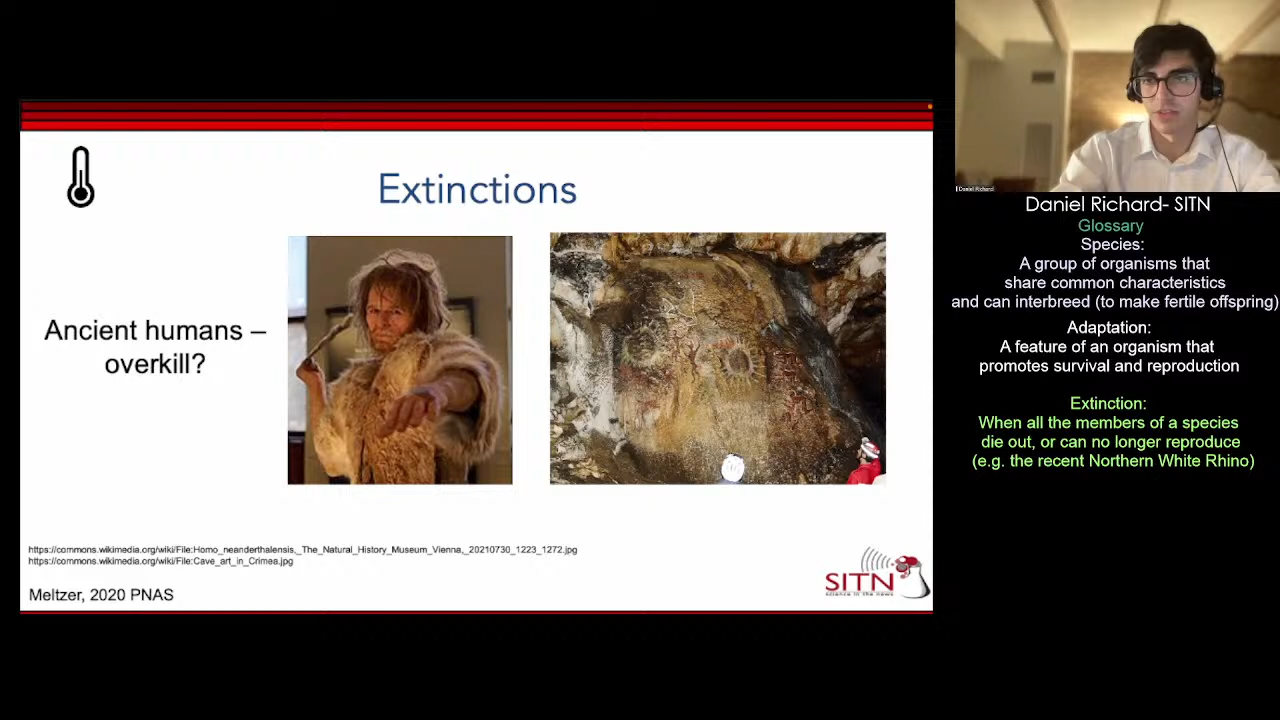 Extinctions
Ancient humans –
overkill?
https://commons.wikimedia.org/wiki/File:Homo_neanderthalensis,_The_Natural_History_Museum_Vienna,_20210730_1223_1272.jpg
https://commons.wikimedia.org/wiki/File:Cave_art_in_Crimea.jpg
Meltzer, 2020 PNAS
SITN
science in the news
Daniel Richard
Daniel Richard- SITN
Glossary
Species:
A group of organisms that
share common characteristics
and can interbreed (to make fertile offspring)
Adaptation:
A feature of an organism that
promotes survival and reproduction
Extinction:
When all the members of a species
die out, or can no longer reproduce
(e.g. the recent Northern White Rhino)